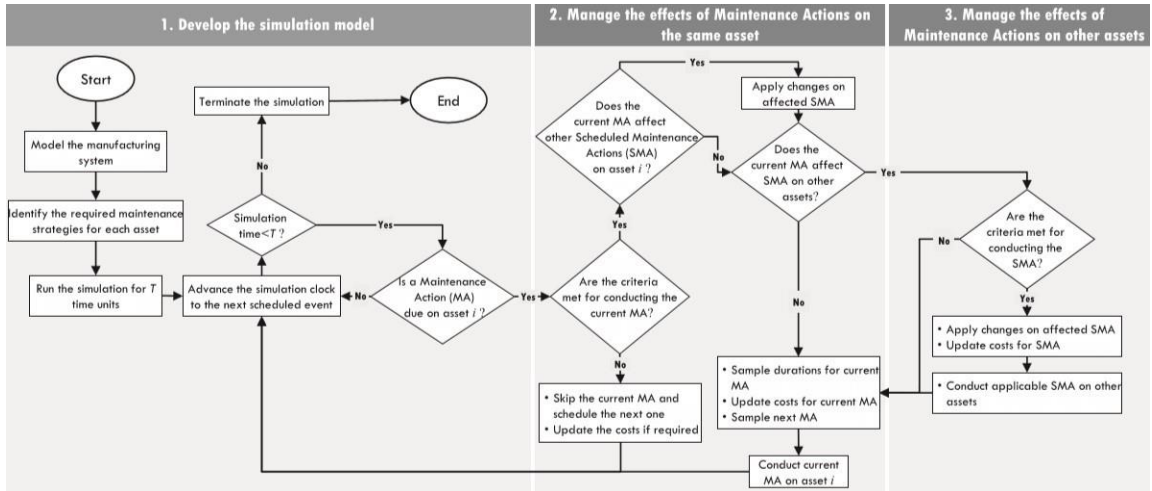 1. Develop the simulation model
2. Manage the effects of Maintenance Actions on
the same asset
3. Manage the effects of
Maintenance Actions on other assets
Start
Model the manufacturing
system
Identify the required maintenance
strategies for each asset
Run the simulation for T
time units
Terminate the simulation
End
No
Simulation
time<T ?
Yes
Advance the simulation clock
to the next scheduled event
No
Is a Maintenance
Action (MA)
due on asset i ?
Yes
Yes
Does the
current MA affect
other Scheduled Maintenance
Actions (SMA)
on asset i ?
No
Yes
Are the criteria
met for conducting the
current MA?
No
• Skip the current MA and
schedule the next one
• Update the costs if required
Apply changes on
affected SMA
Does the
current MA affect
SMA on other
assets?
Yes
No
• Sample durations for current
MA
• Update costs for current MA
• Sample next MA
Conduct current
MA on asset i
Are the
criteria met for
conducting the
SMA?
No
Yes
• Apply changes on affected SMA
• Update costs for SMA
• Conduct applicable SMA on other
assets